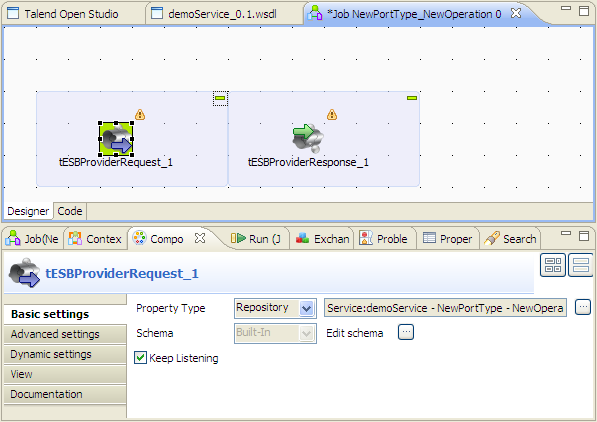 Talend Open Studio demoService_0.1.wsdl *Job NewPortType_NewOperation 0
tESBProviderRequest_1 tESBProviderResponse_1
Designer Code
Job(Ne Contex Compo Run (J Exchan Proble Proper Search
tESBProviderRequest_1
Basic settings
Advanced settings
Dynamic settings
View
Documentation
Property Type Repository Service:demoService - NewPortType - NewOpera ...
Schema Built-In Edit schema ...
Keep Listening